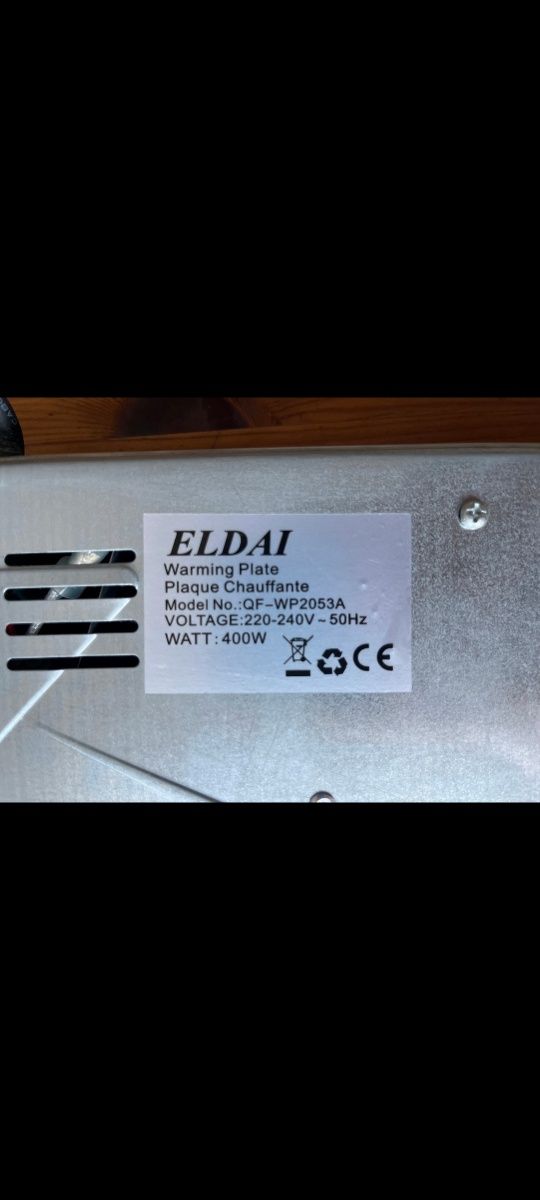 ELDAI
Warming Plate
Plaque Chauffante
Model No.:QF-WP2053A
VOLTAGE:220-240V~50Hz
WATT:400W
CE